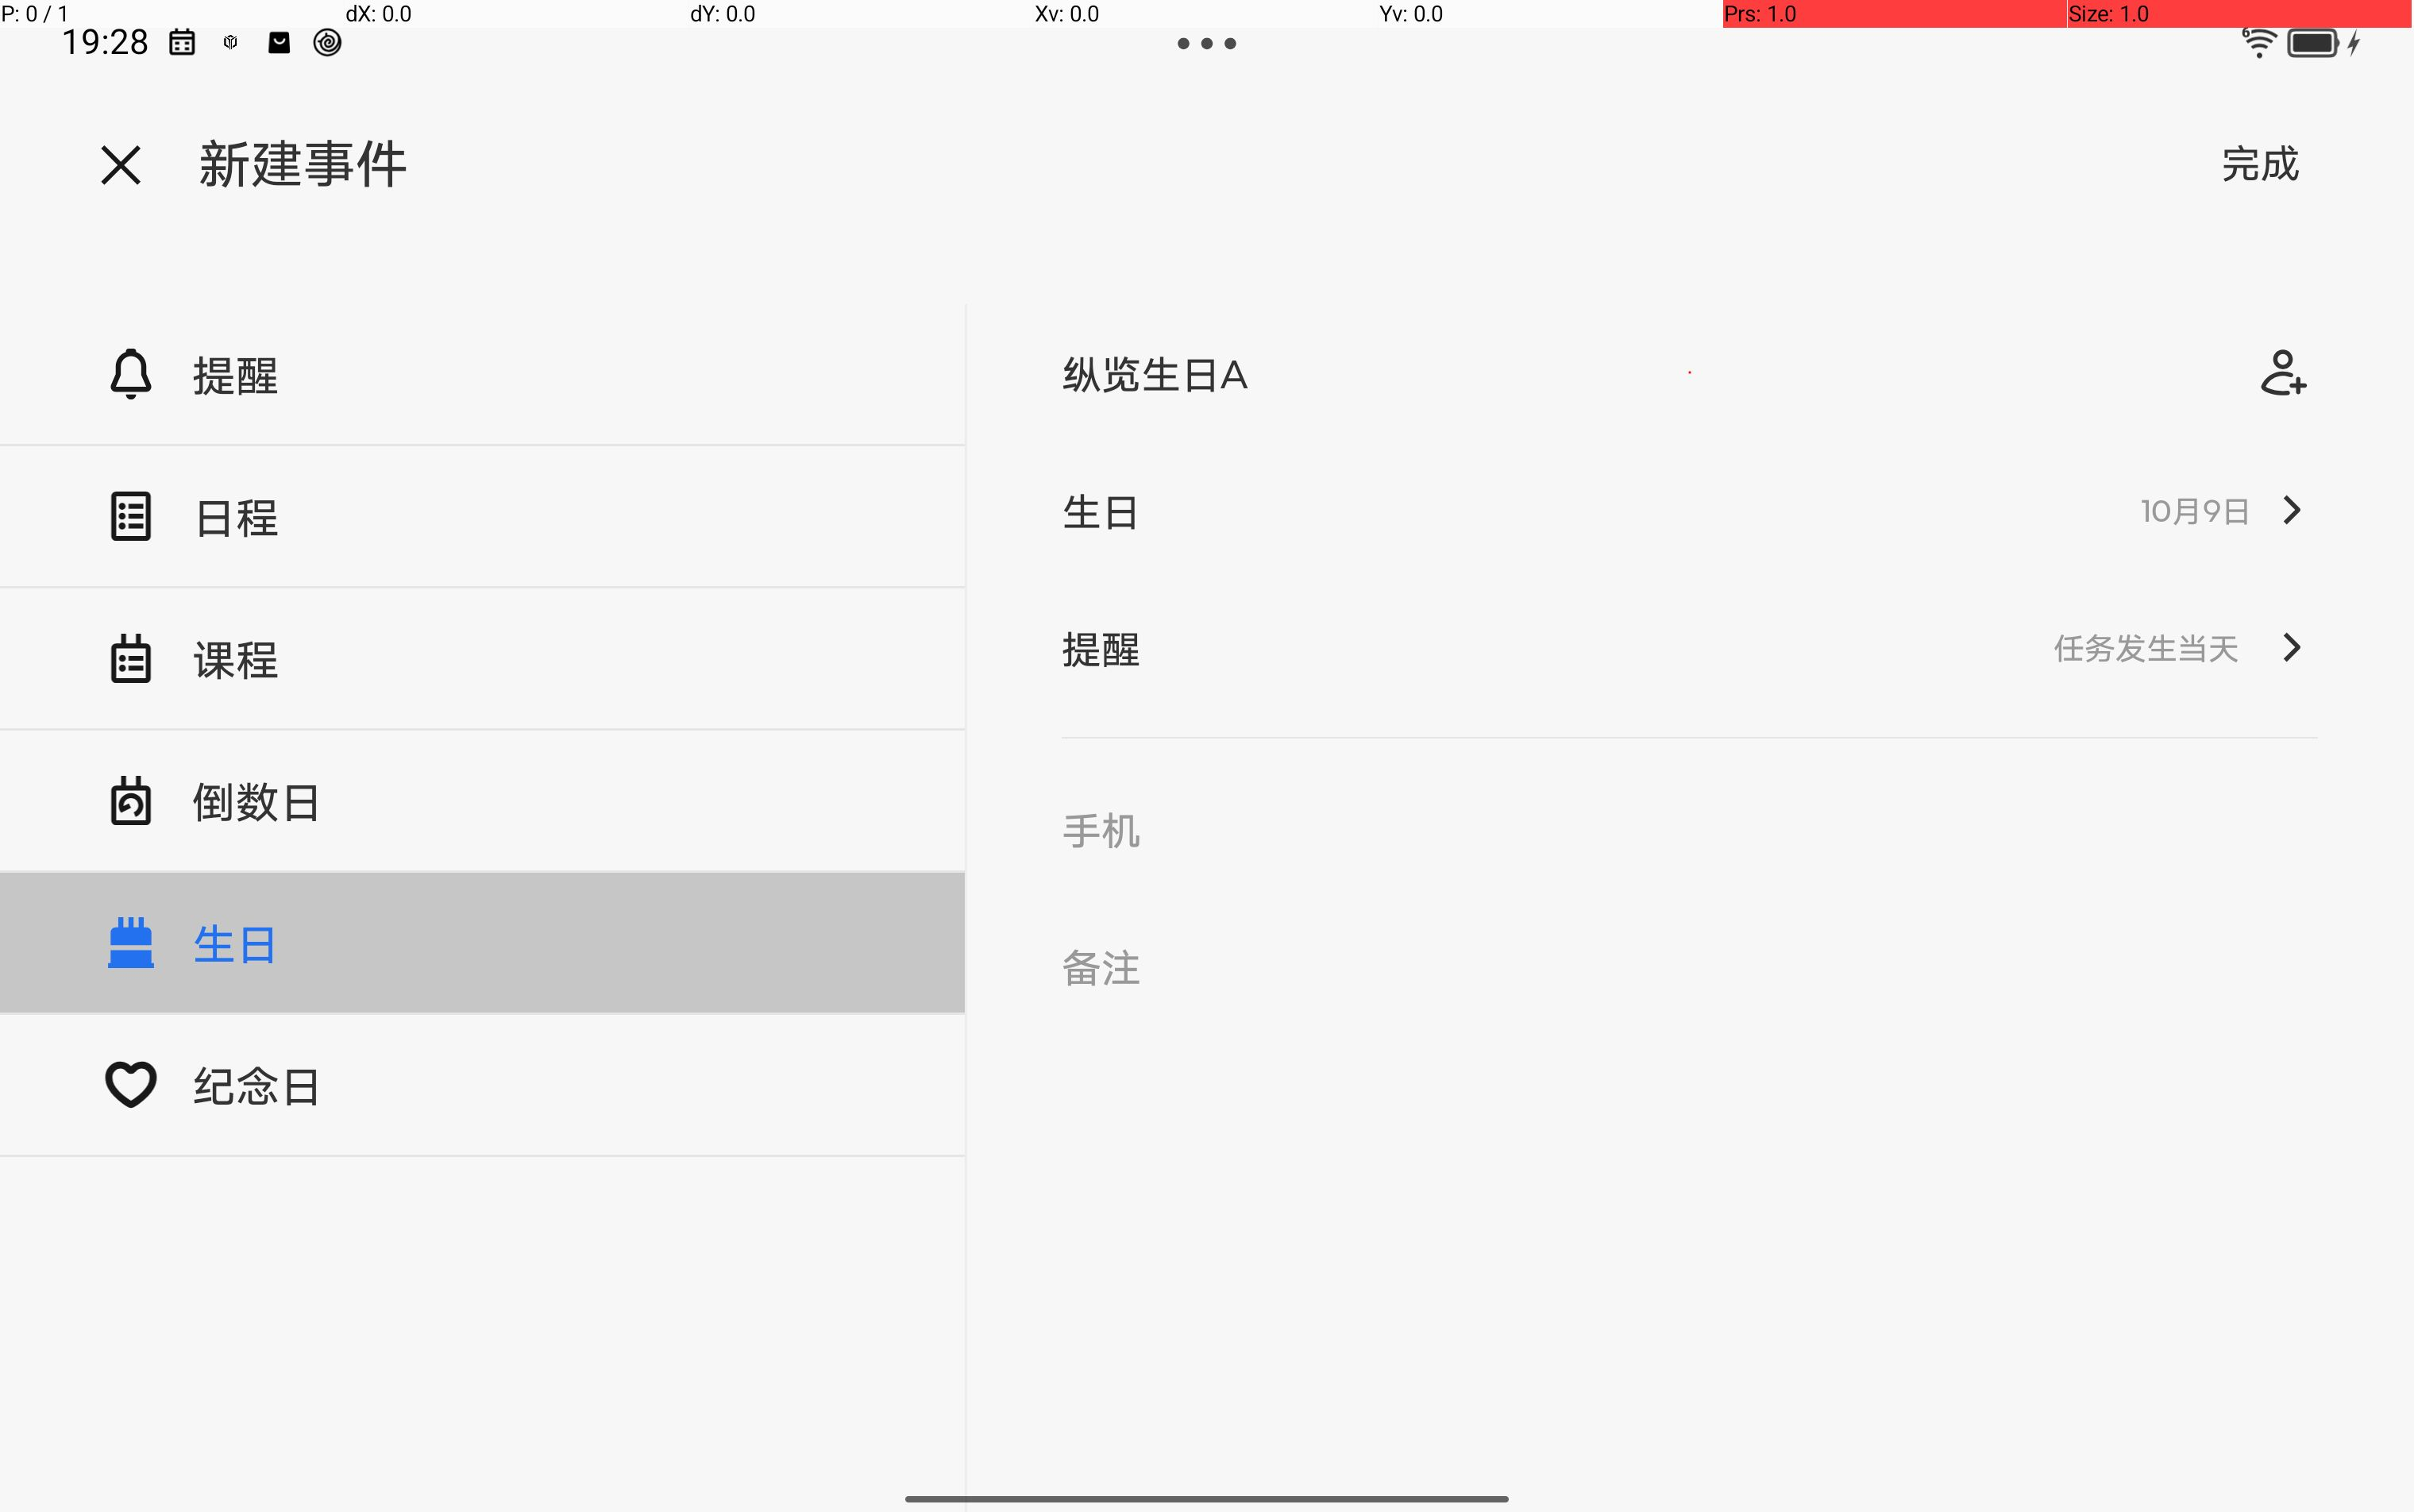 P: 0 / 1 dX: 0.0 dY: 0.0 Xv: 0.0 Yv: 0.0 Prs: 1.0 Size: 1.0
19:28 6
新建事件 完成
提醒
日程
课程
倒数日
生日
纪念日
纵览生日A
生日 10月9日
提醒 任务发生当天
手机
备注